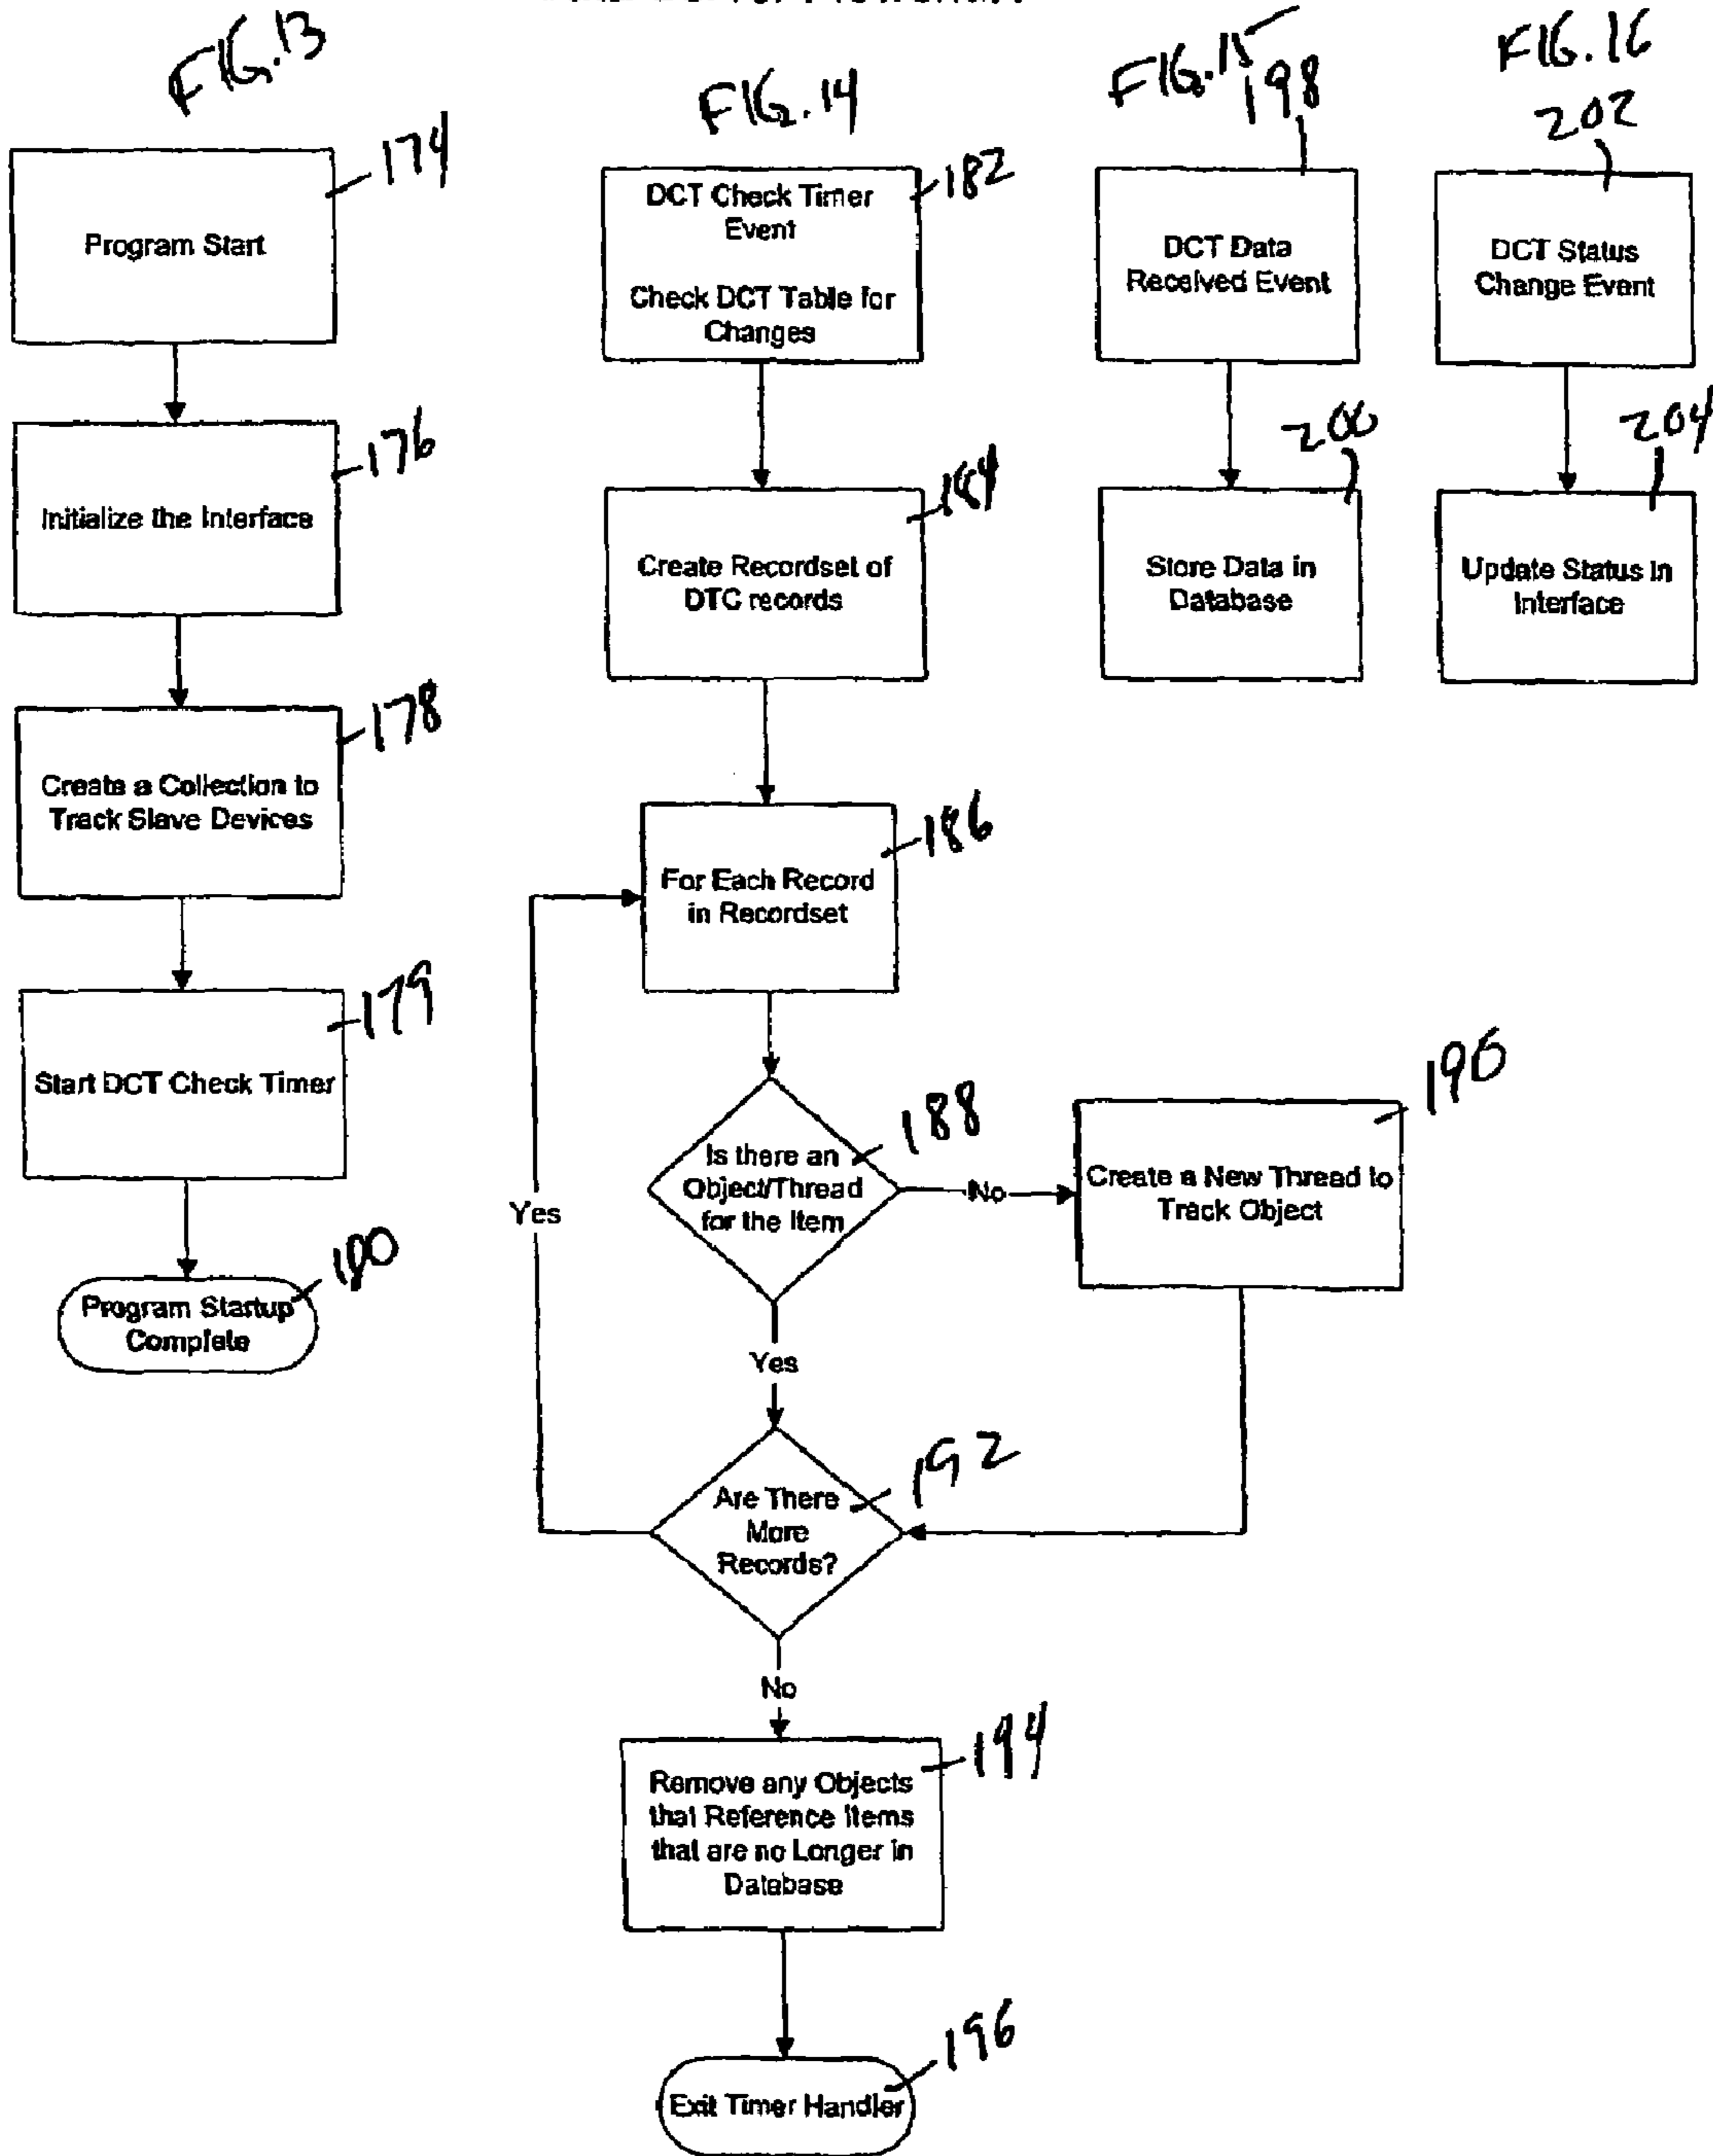 FIG. 13
174
Program Start
176
Initialize the Interface
178
Create a Collection to
Track Slave Devices
179
Start DCT Check Timer
180
Program Startup
Complete
FIG. 14
182
DCT Check Timer
Event
Check DCT Table for
Changes
184
Create Recordset of
DTC records
186
For Each Record
in Recordset
188
Is there an
Object/Thread
for the Item
No
190
Create a New Thread to
Track Object
Yes
Yes
192
Are There
More
Records?
No
194
Remove any Objects
that Reference Items
that are no Longer in
Database
196
Exit Timer Handler
FIG. 15
198
DCT Data
Received Event
200
Store Data in
Database
FIG. 16
202
DCT Status
Change Event
204
Update Status in
Interface